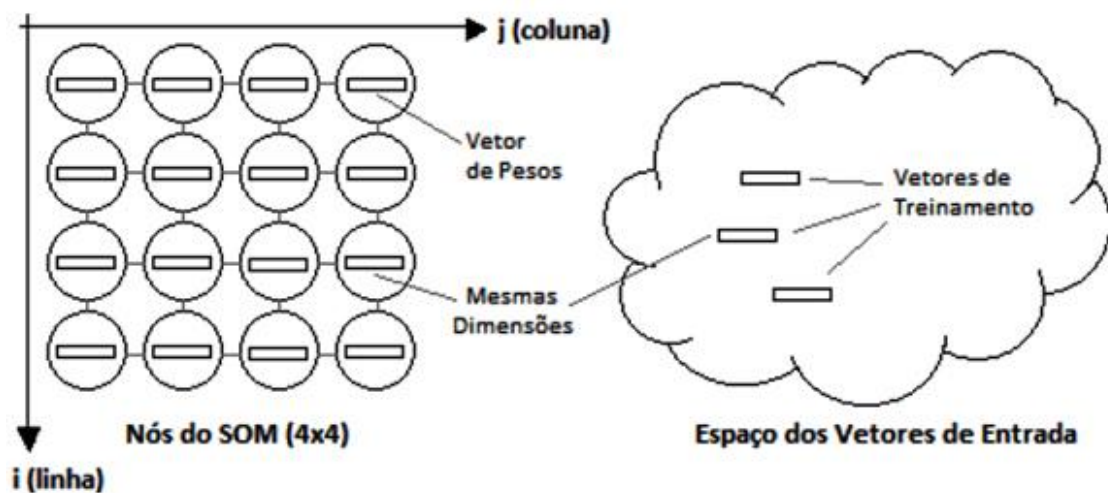 j (coluna)
Vetor
de Pesos
Vetores de
Treinamento
Mesmas
Dimensões
Nós do SOM (4x4)
Espaço dos Vetores de Entrada
i (linha)